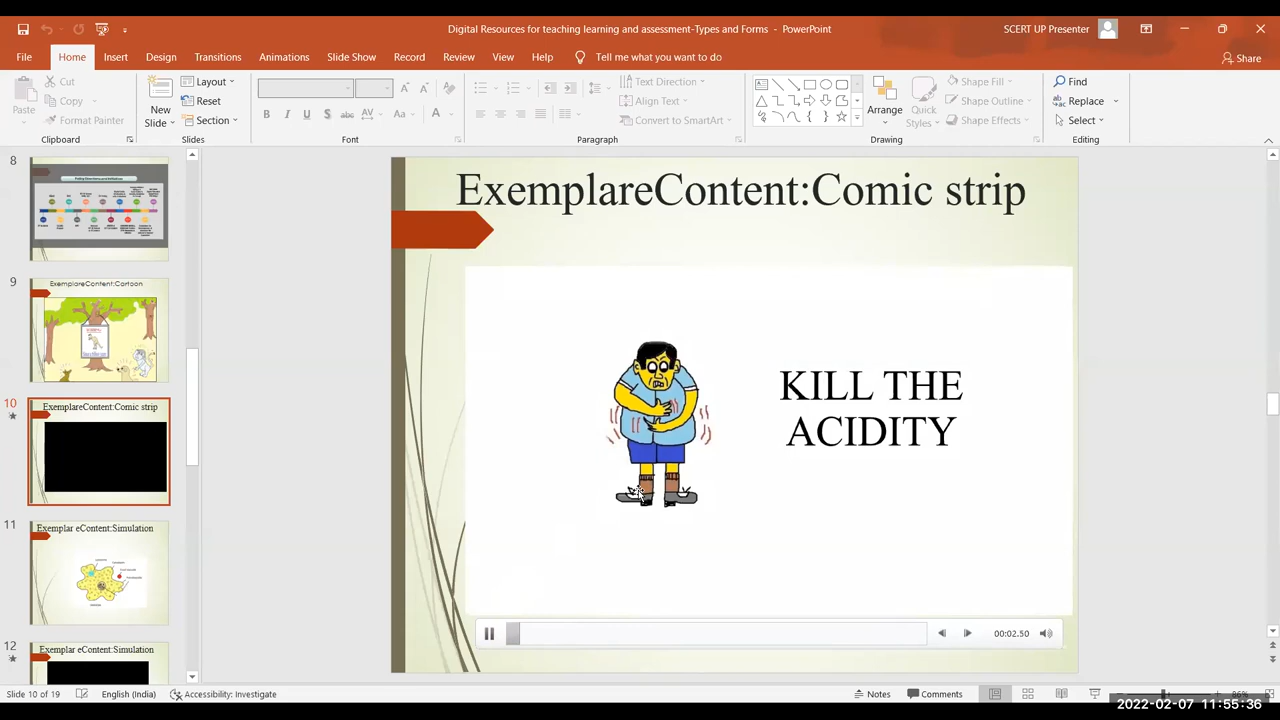 Digital Resources for teaching learning and assessment-Types and Forms - PowerPoint
SCERT UP Presenter
File Home Insert Design Transitions Animations Slide Show Record Review View Help Tell me what you want to do
Share
Paste
Cut
Copy
Format Painter
Clipboard
New Slide
Layout
Reset
Section
Slides
B I U S abc AV Aa A
Font
Text Direction
Align Text
Convert to SmartArt
Paragraph
Arrange
Quick Styles
Shape Fill
Shape Outline
Shape Effects
Drawing
Find
Replace
Select
Editing
8
9
ExemplareContent:Cartoon
10
ExemplareContent:Comic strip
11
Exemplar eContent:Simulation
12
Exemplar eContent:Simulation
ExemplareContent:Comic strip
KILL THE
ACIDITY
00:02.50
Slide 10 of 19
English (India)
Accessibility: Investigate
Notes
Comments
86%
2022-02-07 11:55:36